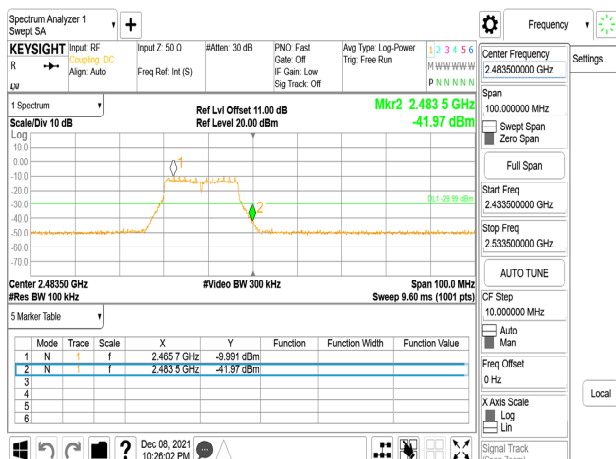 Spectrum Analyzer 1
Swept SA
Frequency
Settings
KEYSIGHT
R
Input: RF
Coupling: DC
Align: Auto
Input Z: 50 Ω
Freq Ref: Int (S)
#Atten: 30 dB
PNO: Fast
Gate: Off
IF Gain: Low
Sig Track: Off
Avg Type: Log-Power
Trig: Free Run
1 2 3 4 5 6
M W W W W W
P N N N N N
1 Spectrum
Scale/Div 10 dB
Ref Lvl Offset 11.00 dB
Ref Level 20.00 dBm
Mkr2 2.483 5 GHz
-41.97 dBm
Log
10.0
0.00
-10.0
-20.0
-30.0
-40.0
-50.0
-60.0
-70.0
1
2
DL1 -29.99 dBm
Center 2.48350 GHz
#Res BW 100 kHz
#Video BW 300 kHz
Span 100.0 MHz
Sweep 9.60 ms (1001 pts)
5 Marker Table
Mode Trace Scale X Y Function Function Width Function Value
1 N 1 f 2.465 7 GHz -9.991 dBm
2 N 1 f 2.483 5 GHz -41.97 dBm
3
4
5
6
Dec 08, 2021
10:26:02 PM
Center Frequency
2.483500000 GHz
Span
100.000000 MHz
Swept Span
Zero Span
Full Span
Start Freq
2.433500000 GHz
Stop Freq
2.533500000 GHz
AUTO TUNE
CF Step
10.000000 MHz
Auto
Man
Freq Offset
0 Hz
X Axis Scale
Log
Lin
Signal Track
(Span Zoom)
Local